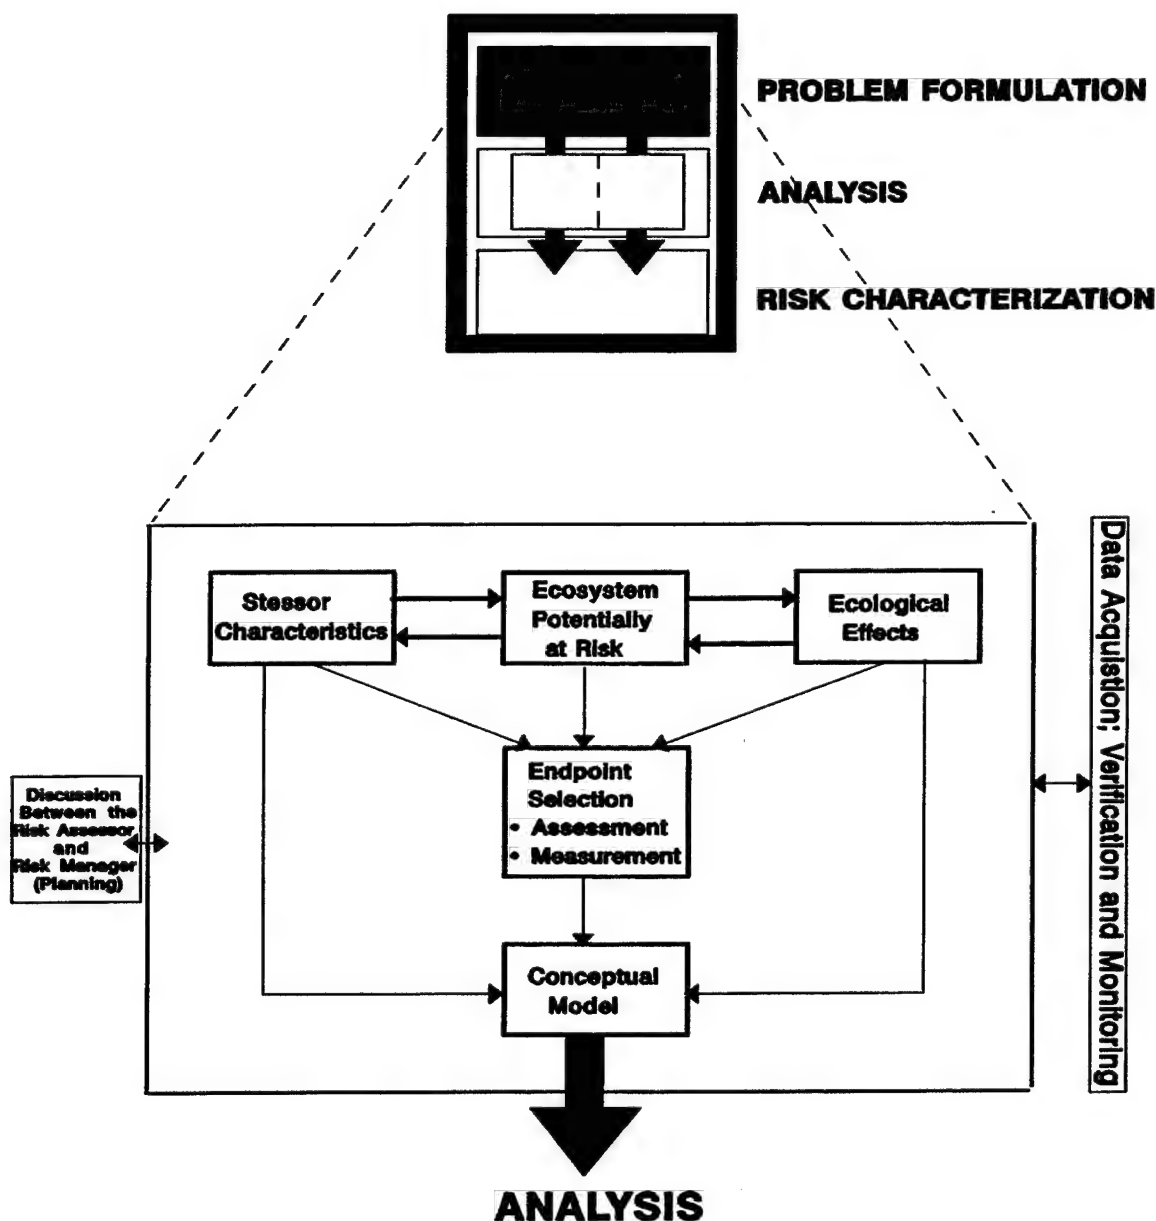 PROBLEM FORMULATION
ANALYSIS
RISK CHARACTERIZATION
Stessor
Characteristics
Ecosystem
Potentially
at Risk
Ecological
Effects
Endpoint
Selection
• Assessment
• Measurement
Discussion
Between the
Risk Assessor
and
Risk Manager
(Planning)
Conceptual
Model
Data Acquistion; Verification and Monitoring
ANALYSIS